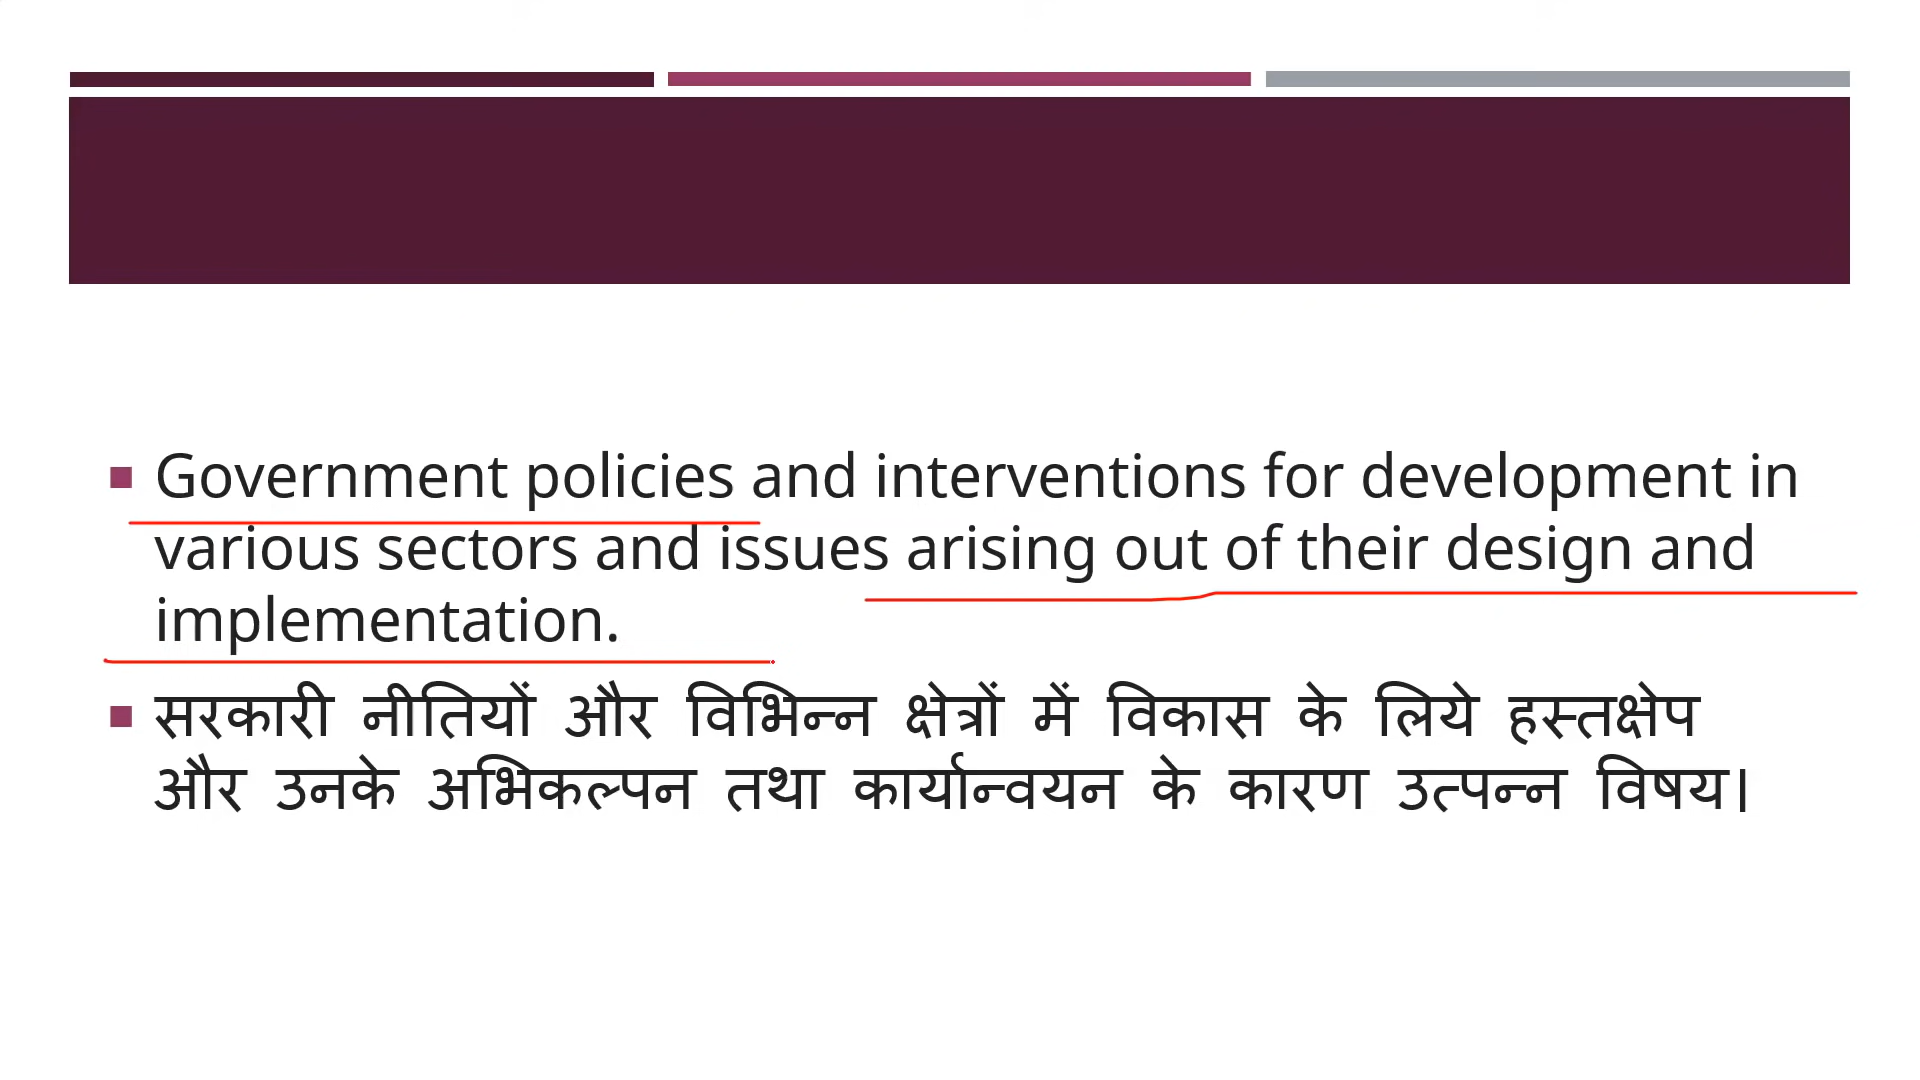 Government policies and interventions for development in
various sectors and issues arising out of their design and
implementation.
सरकारी नीतियों और विभिन्न क्षेत्रों में विकास के लिये हस्तक्षेप
और उनके अभिकल्पन तथा कार्यान्वयन के कारण उत्पन्न विषय।